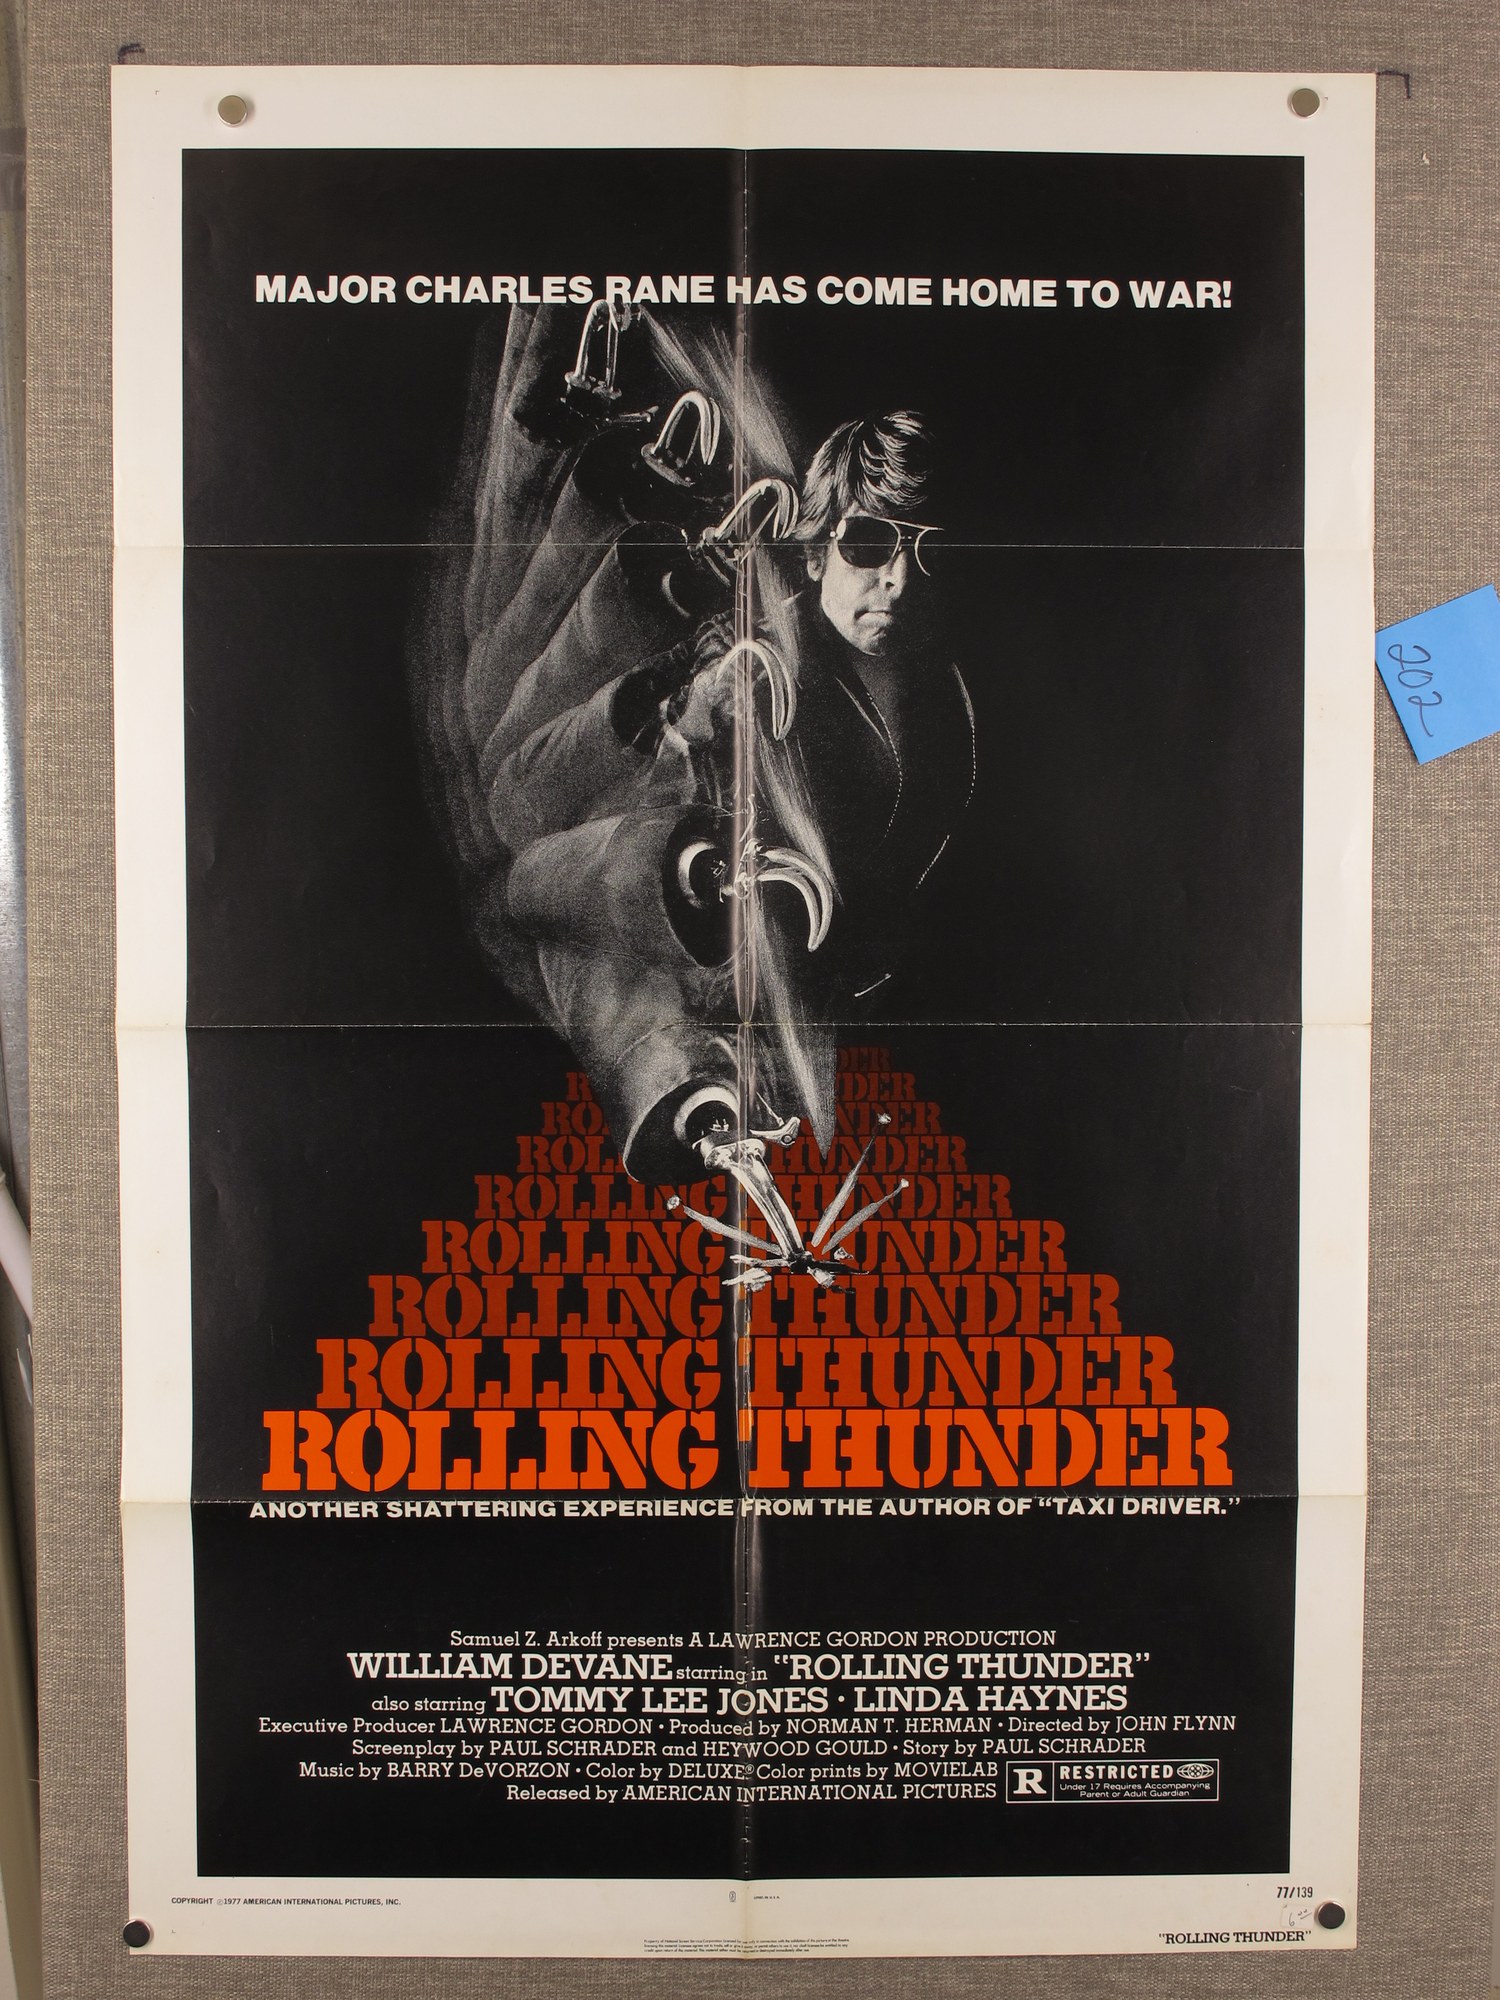 MAJOR CHARLES RANE HAS COME HOME TO WAR!
202
DER
R DER
RO NDER
ROLL THUNDER
ROLLING THUNDER
ROLLING THUNDER
ROLLING THUNDER
ROLLING THUNDER
ROLLING THUNDER
ANOTHER SHATTERING EXPERIENCE FROM THE AUTHOR OF “TAXI DRIVER.”
Samuel Z. Arkoff presents A LAWRENCE GORDON PRODUCTION
WILLIAM DEVANE starring in “ROLLING THUNDER”
also starring TOMMY LEE JONES · LINDA HAYNES
Executive Producer LAWRENCE GORDON · Produced by NORMAN T. HERMAN · Directed by JOHN FLYNN
Screenplay by PAUL SCHRADER and HEYWOOD GOULD · Story by PAUL SCHRADER
Music by BARRY DeVORZON · Color by DELUXE® Color prints by MOVIELAB
Released by AMERICAN INTERNATIONAL PICTURES
R RESTRICTED
Under 17 Requires Accompanying
Parent or Adult Guardian
COPYRIGHT ©1977 AMERICAN INTERNATIONAL PICTURES, INC.
77/139
"ROLLING THUNDER"